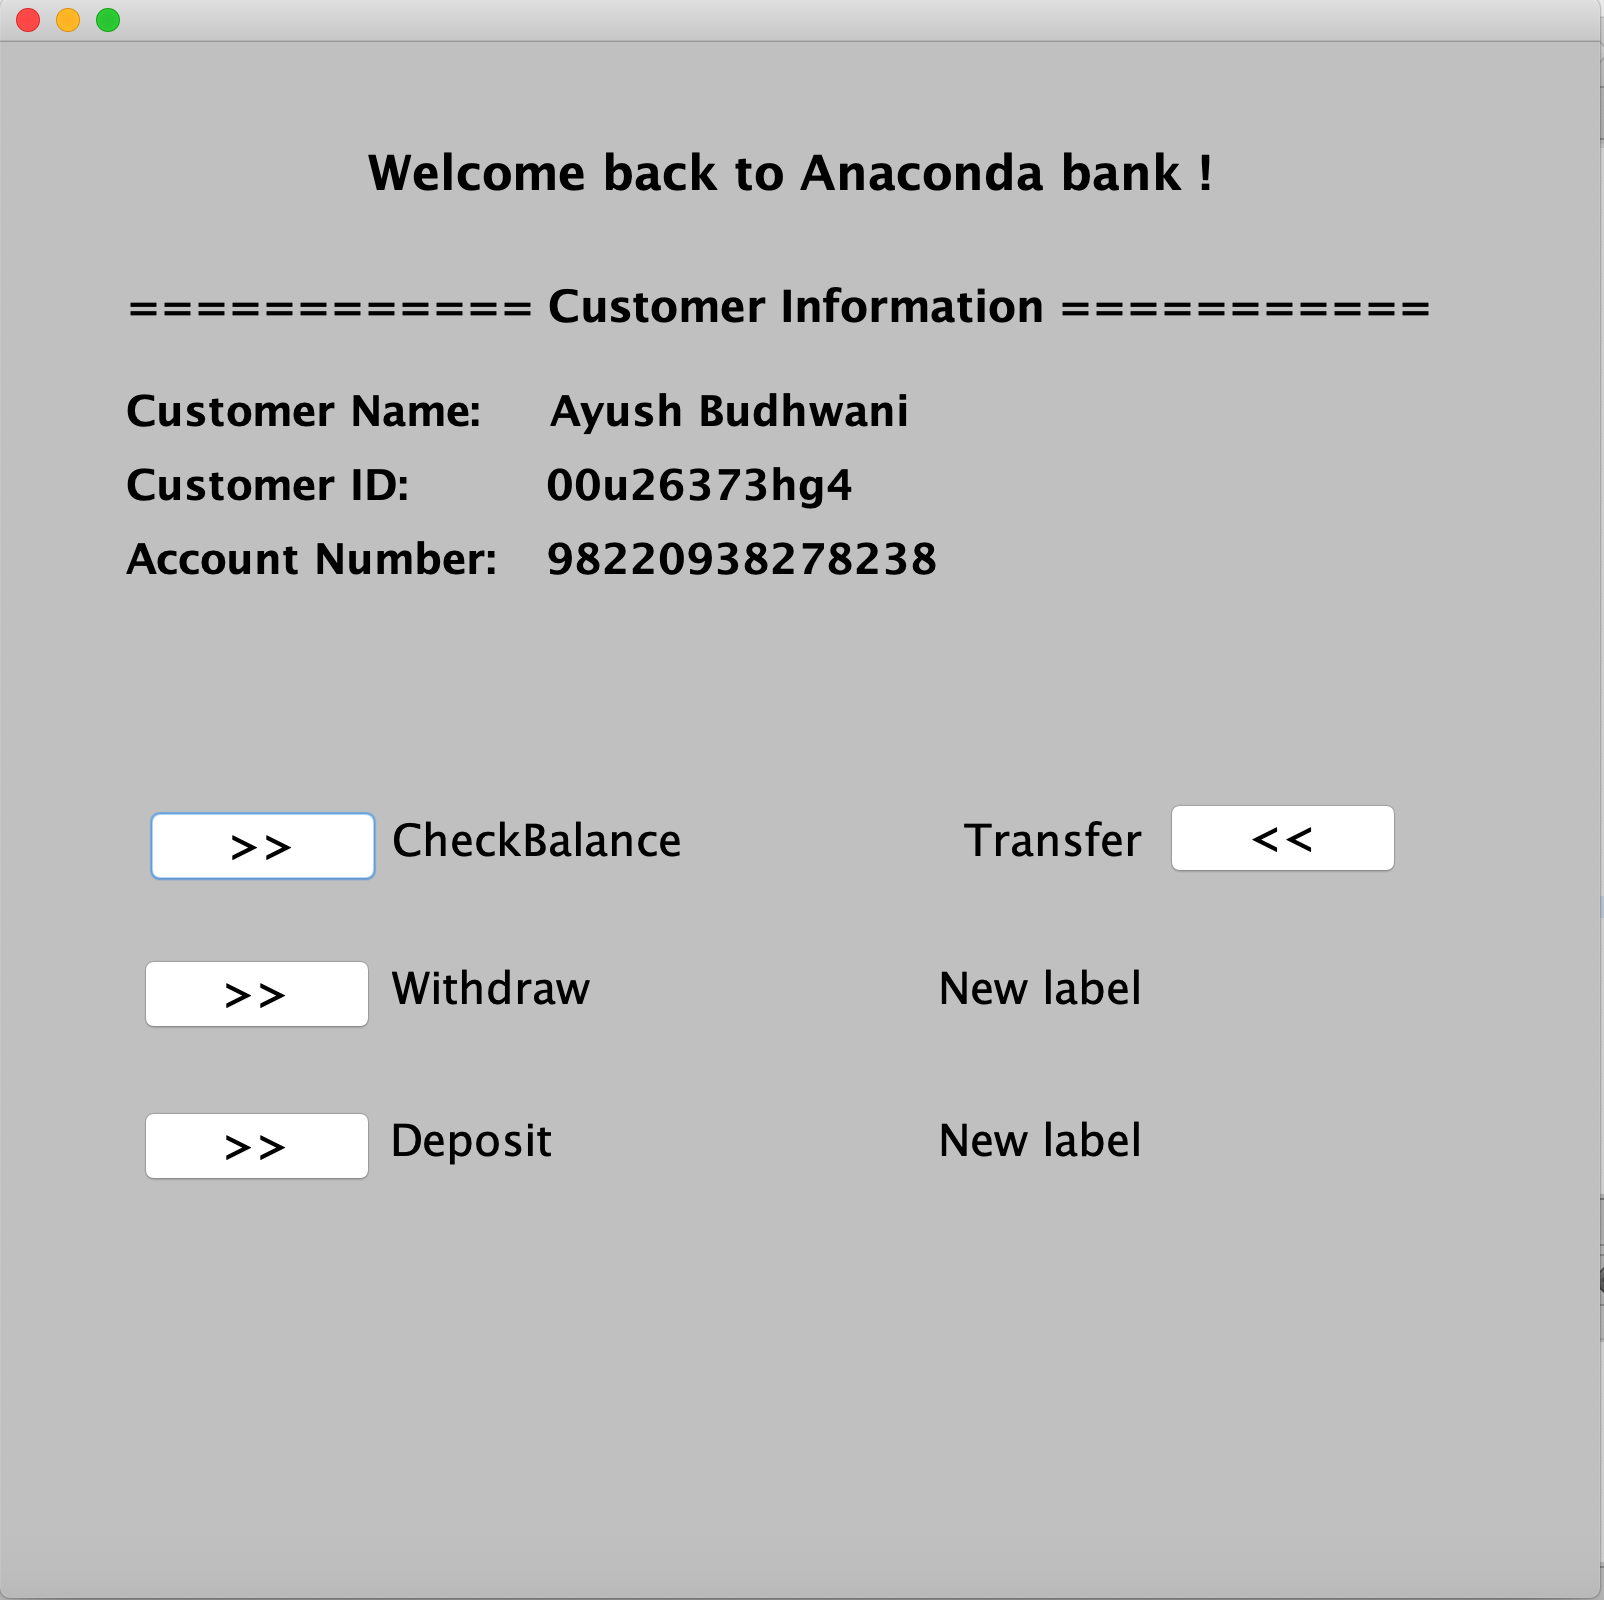 Welcome back to Anaconda bank !
============ Customer Information ===========
Customer Name: Ayush Budhwani
Customer ID: 00u26373hg4
Account Number: 98220938278238
>> CheckBalance Transfer <<
>> Withdraw New label
>> Deposit New label